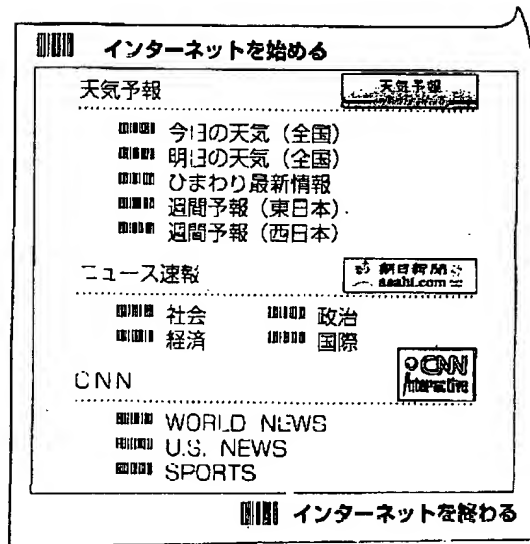 インターネットを始める
天気予報
天気予報
今日の天気（全国）
明日の天気（全国）
ひまわり最新情報
週間予報（東日本）
週間予報（西日本）
ニュース速報
朝日新聞
asahi.com
社会 政治
経済 国際
CNN
CNN
Interactive
WORLD NEWS
U.S. NEWS
SPORTS
インターネットを終わる